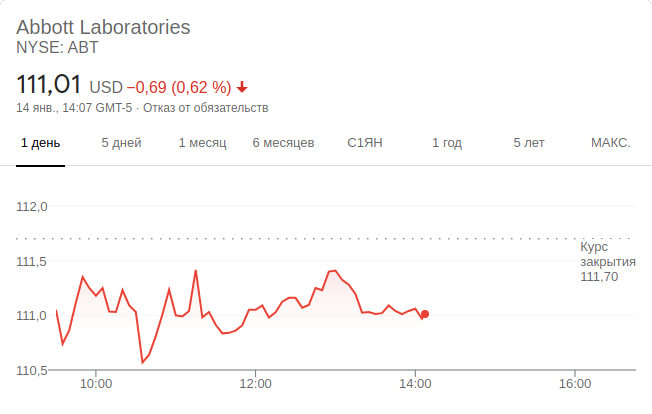 Abbott Laboratories
NYSE: ABT
111,01 USD −0,69 (0,62 %)
14 янв., 14:07 GMT-5 · Отказ от обязательств
1 день 5 дней 1 месяц 6 месяцев С1ЯН 1 год 5 лет МАКС.
112,0
Курс
закрытия
111,70
111,5
111,0
110,5
10:00 12:00 14:00 16:00